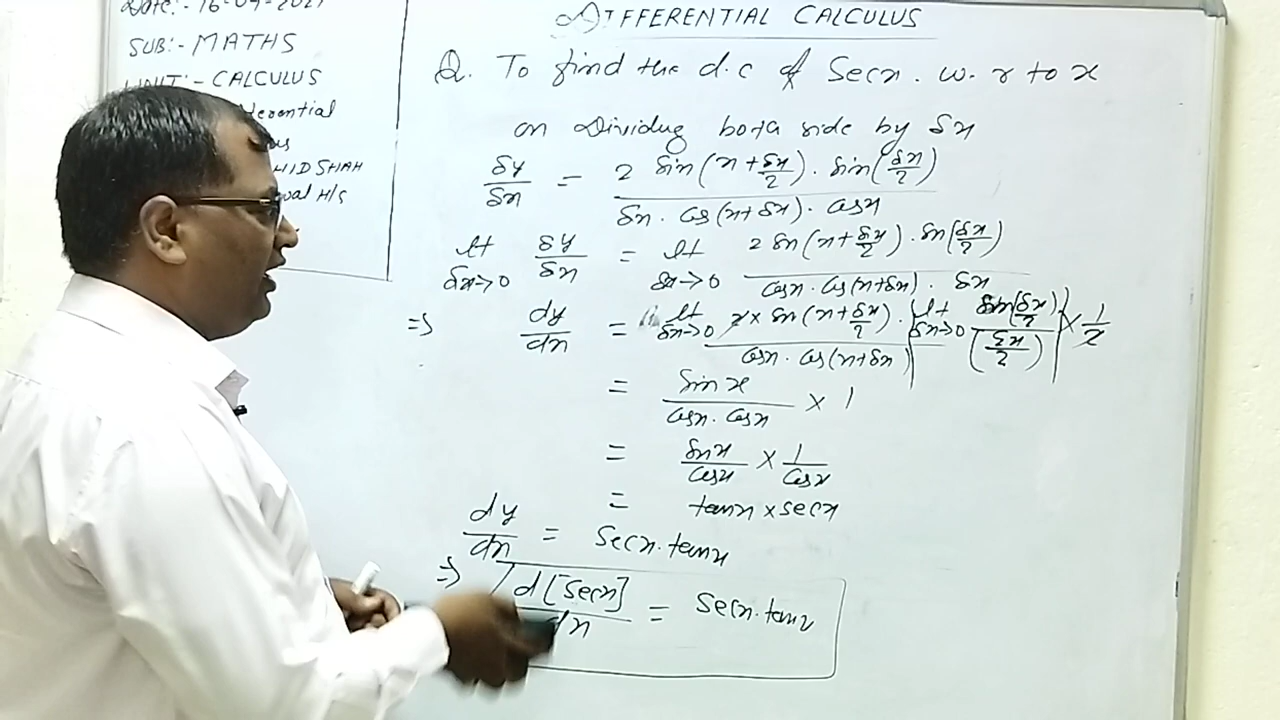 Date:- 16-09-2021
SUB:- MATHS
UNIT:- CALCULUS
HID SHAH
H/S
DIFFERENTIAL CALCULUS
Q. To find the d.c of Secx. w.r to x
on Dividing both side by δx
δy/δx = 2 Sin(x+δx/2). sin(δx/2) / δx. Cos(x+δx). Cosx
lt δx→0 δy/δx = lt δx→0 2 Sin(x+δx/2). Sin(δx/2) / Cosx. Cos(x+δx). δx
⇒ dy/dx = lt δx→0 2 x Sin(x+δx/2) / Cosx. Cos(x+δx) . lt δx→0 Sin(δx/2) / (δx/2) × 1/2
= Sinx / Cosx. Cosx × 1
= Sinx/Cosx × 1/Cosx
= tanx × secx
dy/dx = Secx. tanx
⇒ d[Secx]/dx = Secx. tanx